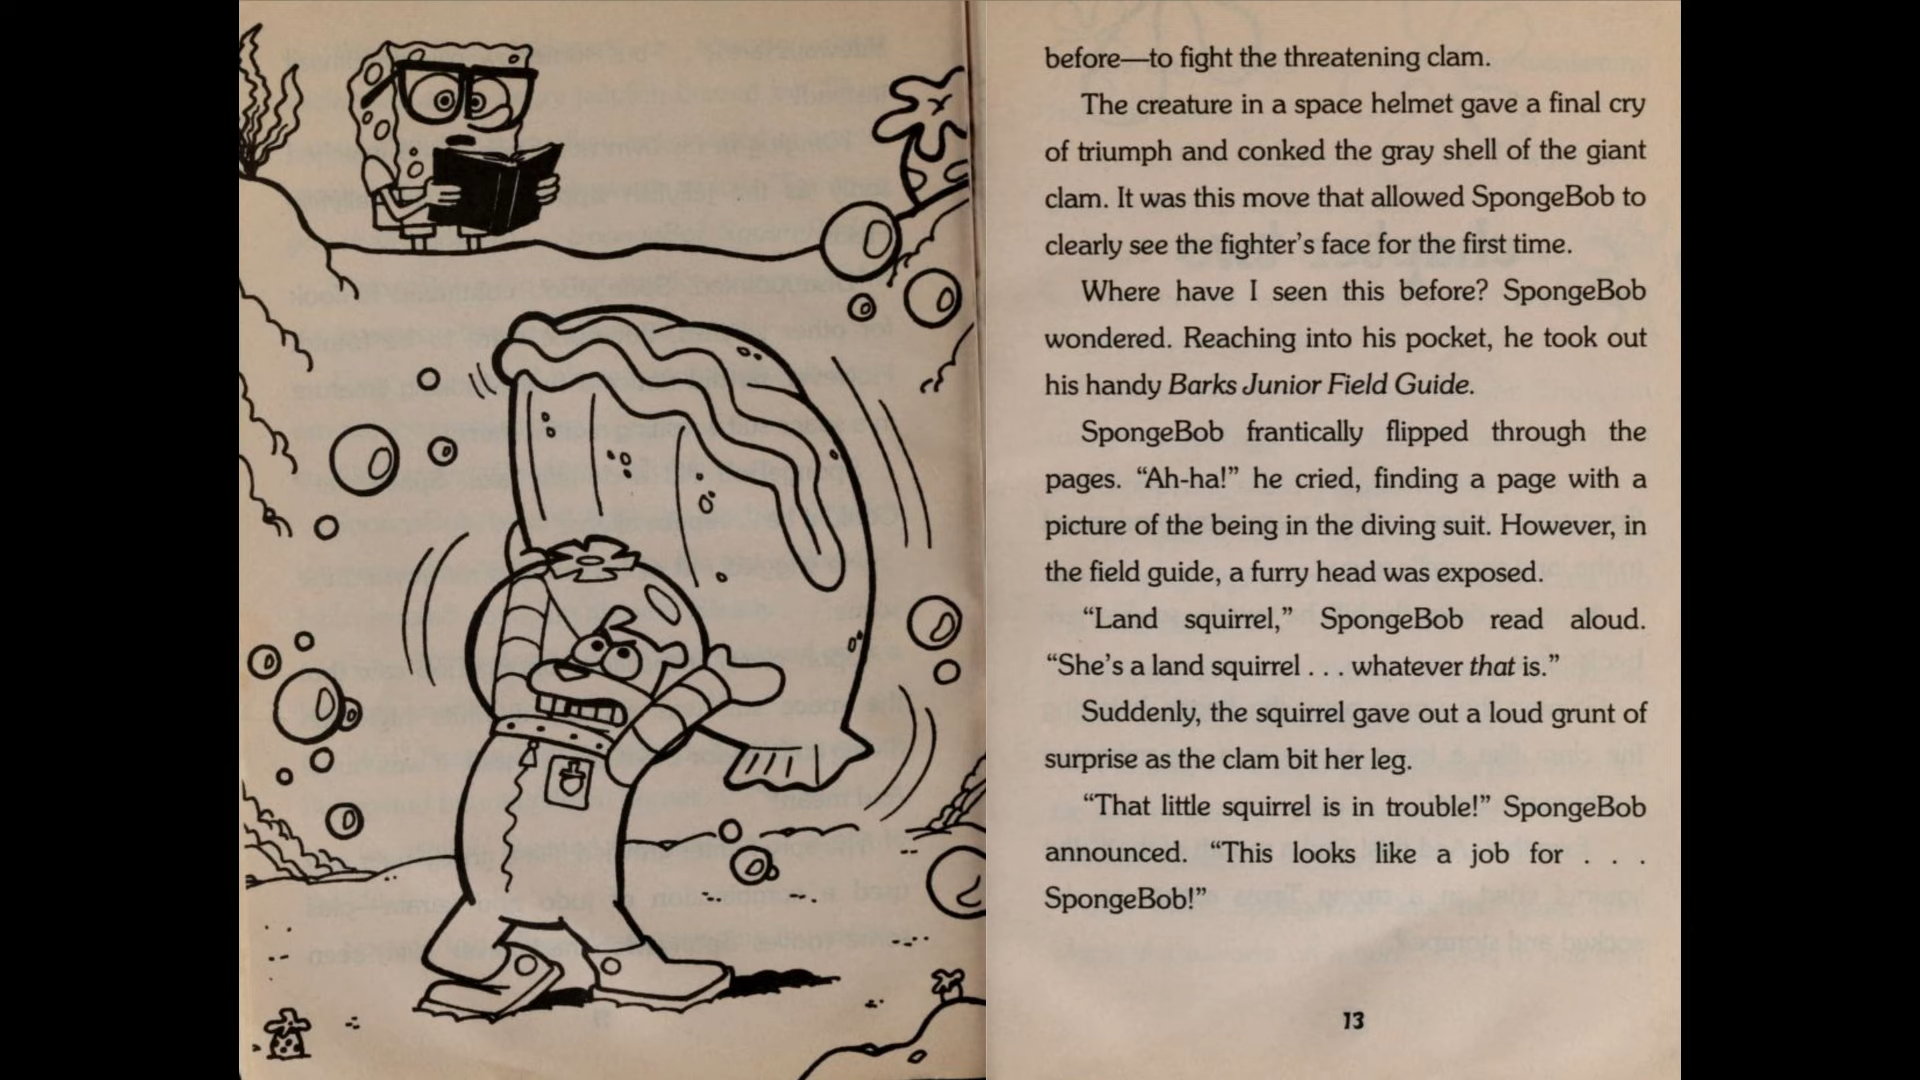 before—to fight the threatening clam.
The creature in a space helmet gave a final cry
of triumph and conked the gray shell of the giant
clam. It was this move that allowed SpongeBob to
clearly see the fighter's face for the first time.
Where have I seen this before? SpongeBob
wondered. Reaching into his pocket, he took out
his handy Barks Junior Field Guide.
SpongeBob frantically flipped through the
pages. “Ah-ha!” he cried, finding a page with a
picture of the being in the diving suit. However, in
the field guide, a furry head was exposed.
“Land squirrel,” SpongeBob read aloud.
“She's a land squirrel . . . whatever that is.”
Suddenly, the squirrel gave out a loud grunt of
surprise as the clam bit her leg.
“That little squirrel is in trouble!” SpongeBob
announced. “This looks like a job for . . .
SpongeBob!”
13